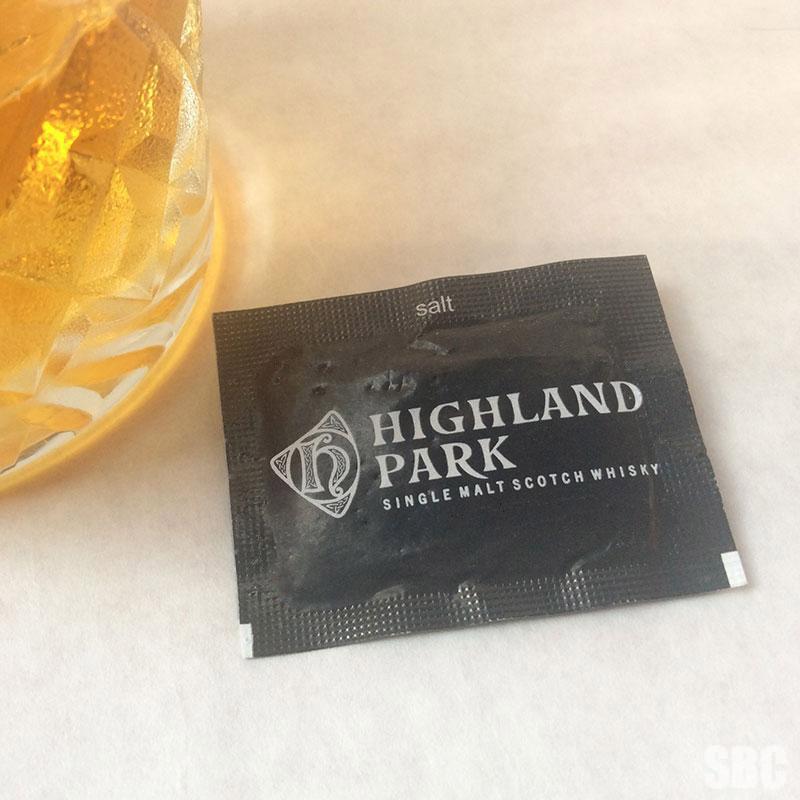 salt
HIGHLAND
PARK
SINGLE MALT SCOTCH WHISKY
SBC